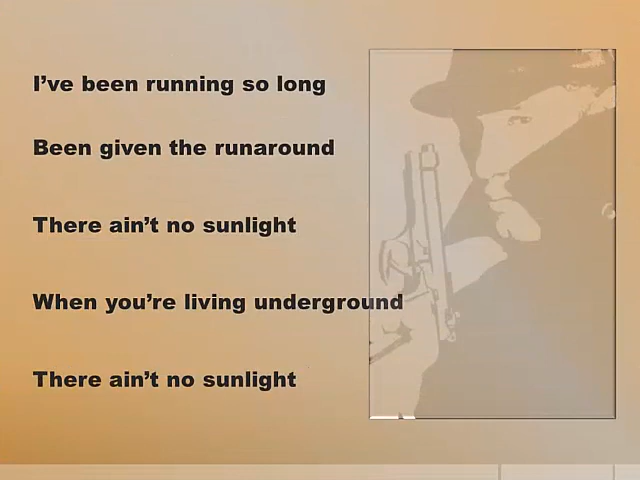 I’ve been running so long
Been given the runaround
There ain’t no sunlight
When you’re living underground
There ain’t no sunlight